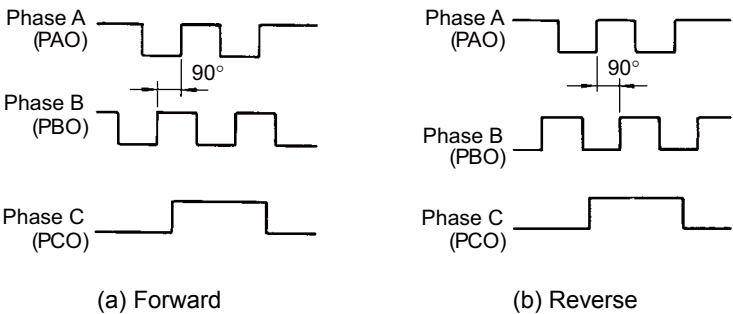 Phase A
(PAO)
90°
Phase B
(PBO)
Phase C
(PCO)
(a) Forward
Phase A
(PAO)
90°
Phase B
(PBO)
Phase C
(PCO)
(b) Reverse